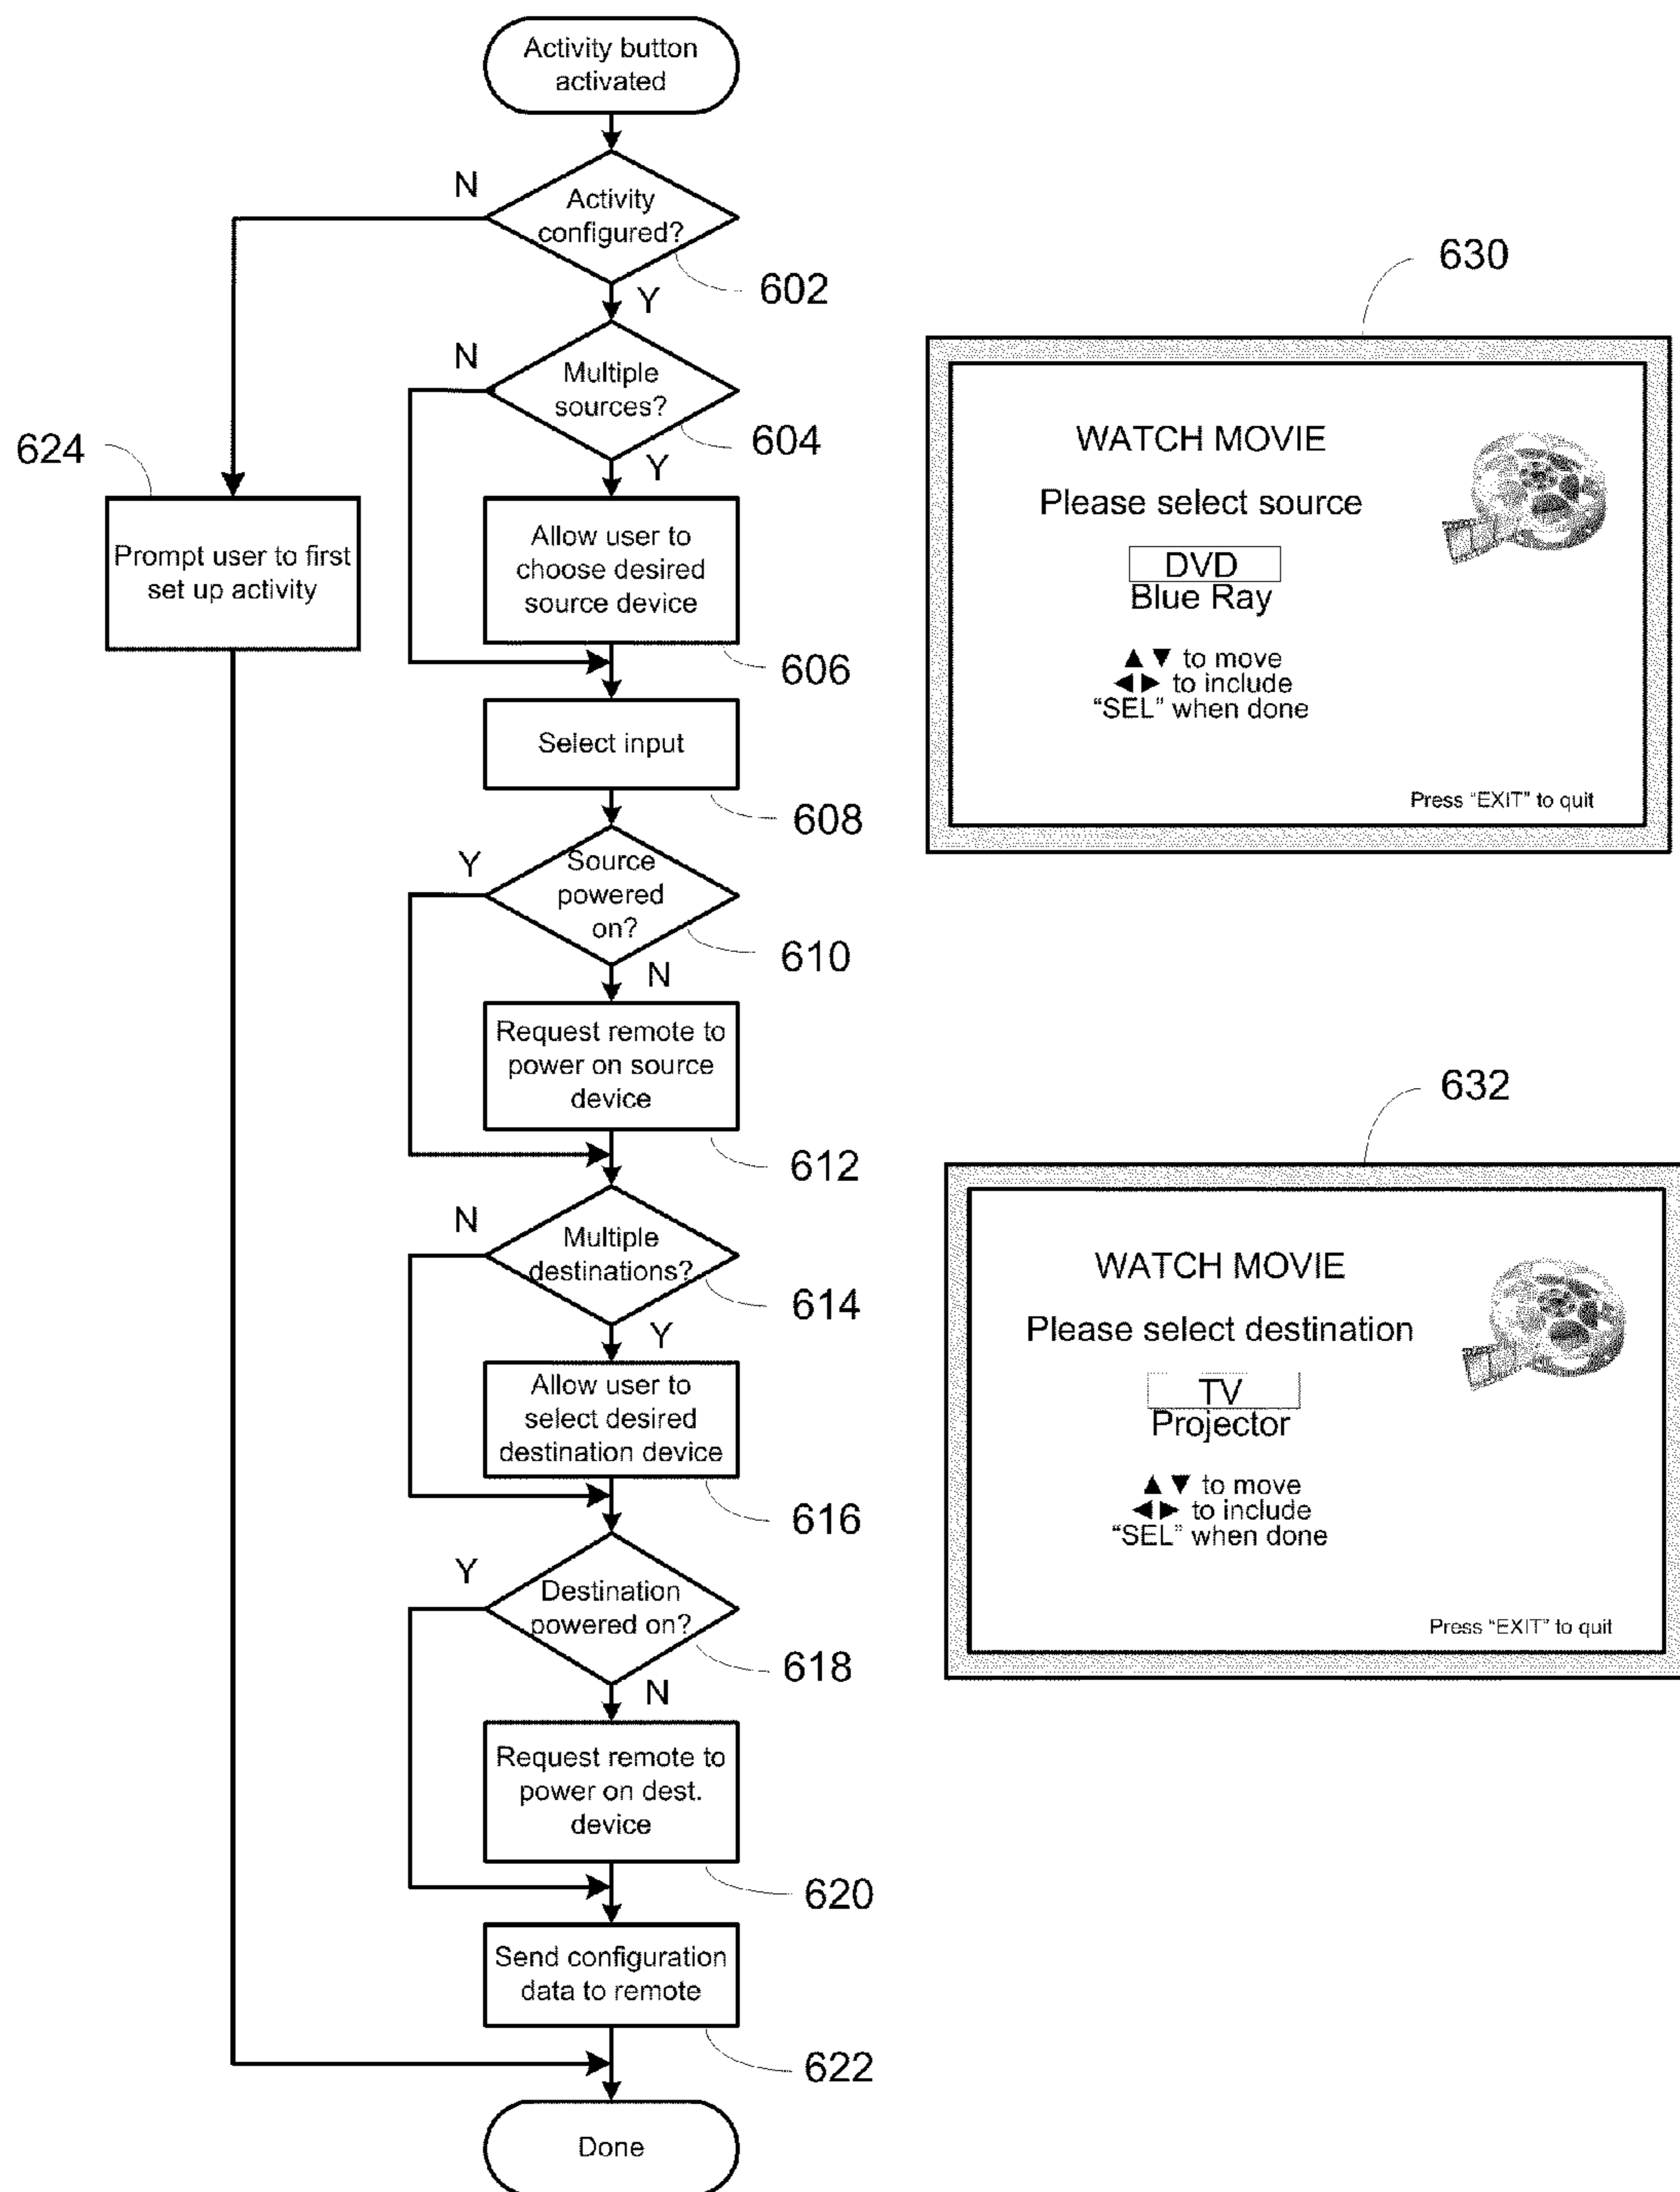 Activity button
activated
N
Activity
configured?
602
Y
N
Multiple
sources?
604
624
Y
Prompt user to first
set up activity
Allow user to
choose desired
source device
606
Select input
608
Y
Source
powered
on?
610
N
Request remote to
power on source
device
612
N
Multiple
destinations?
614
Y
Allow user to
select desired
destination device
616
Y
Destination
powered on?
618
N
Request remote to
power on dest.
device
620
Send configuration
data to remote
622
Done
630
WATCH MOVIE
Please select source
DVD
Blue Ray
▲ ▼ to move
◀ ▶ to include
“SEL” when done
Press “EXIT” to quit
632
WATCH MOVIE
Please select destination
TV
Projector
▲ ▼ to move
◀ ▶ to include
“SEL” when done
Press “EXIT” to quit